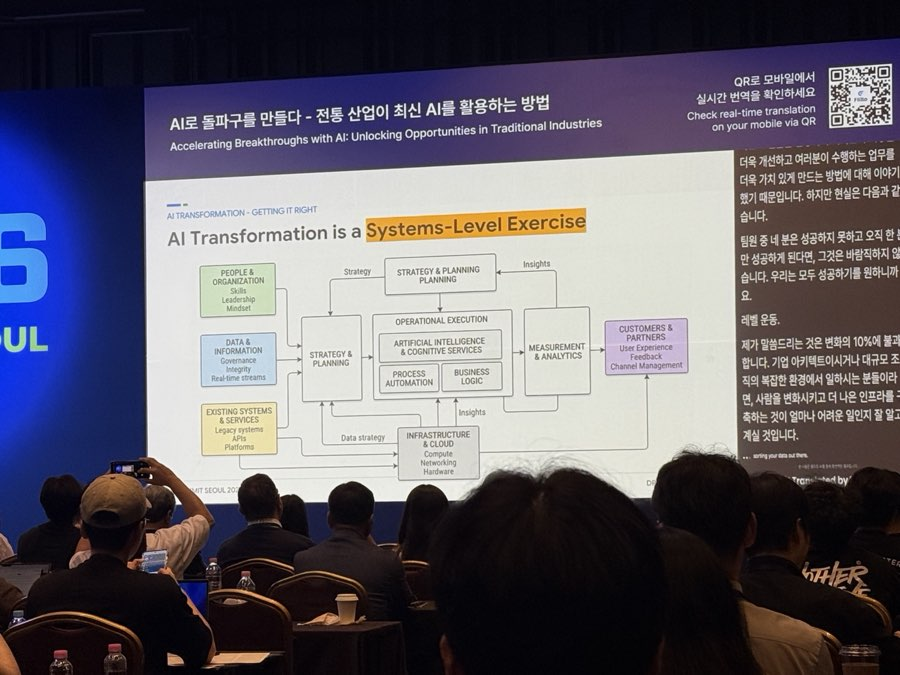 6
OUL
AI로 돌파구를 만들다 - 전통 산업이 최신 AI를 활용하는 방법
Accelerating Breakthroughs with AI: Unlocking Opportunities in Traditional Industries
QR로 모바일에서
실시간 번역을 확인하세요
Check real-time translation
on your mobile via QR
AI TRANSFORMATION - GETTING IT RIGHT
AI Transformation is a Systems-Level Exercise
PEOPLE &
ORGANIZATION
Skills
Leadership
Mindset
DATA &
INFORMATION
Governance
Integrity
Real-time streams
EXISTING SYSTEMS
& SERVICES
Legacy systems
APIs
Platforms
Strategy
STRATEGY & PLANNING
PLANNING
Insights
STRATEGY &
PLANNING
OPERATIONAL EXECUTION
ARTIFICIAL INTELLIGENCE
& COGNITIVE SERVICES
PROCESS
AUTOMATION
BUSINESS
LOGIC
MEASUREMENT
& ANALYTICS
CUSTOMERS &
PARTNERS
User Experience
Feedback
Channel Management
Insights
Data strategy
INFRASTRUCTURE
& CLOUD
Compute
Networking
Hardware
MIT SEOUL
더욱 개선하고 여러분이 수행하는 업무를
더욱 가치 있게 만드는 방법에 대해 이야기
했기 때문입니다. 하지만 현실은 다음과 같
습니다.
팀원 중 네 분은 성공하지 못하고 오직 한
만 성공하게 된다면, 그것은 바람직하지 않
습니다. 우리는 모두 성공하기를 원하니까
요.
레벨 운동.
제가 말씀드리는 것은 변화의 10%에 불과
합니다. 기업 아키텍트이시거나 대규모 조
직의 복잡한 환경에서 일하시는 분들이라
면, 사람을 변화시키고 더 나은 인프라를 구
축하는 것이 얼마나 어려운 일인지 잘 알고
계실 것입니다.
sorting your data out there.
Translated by